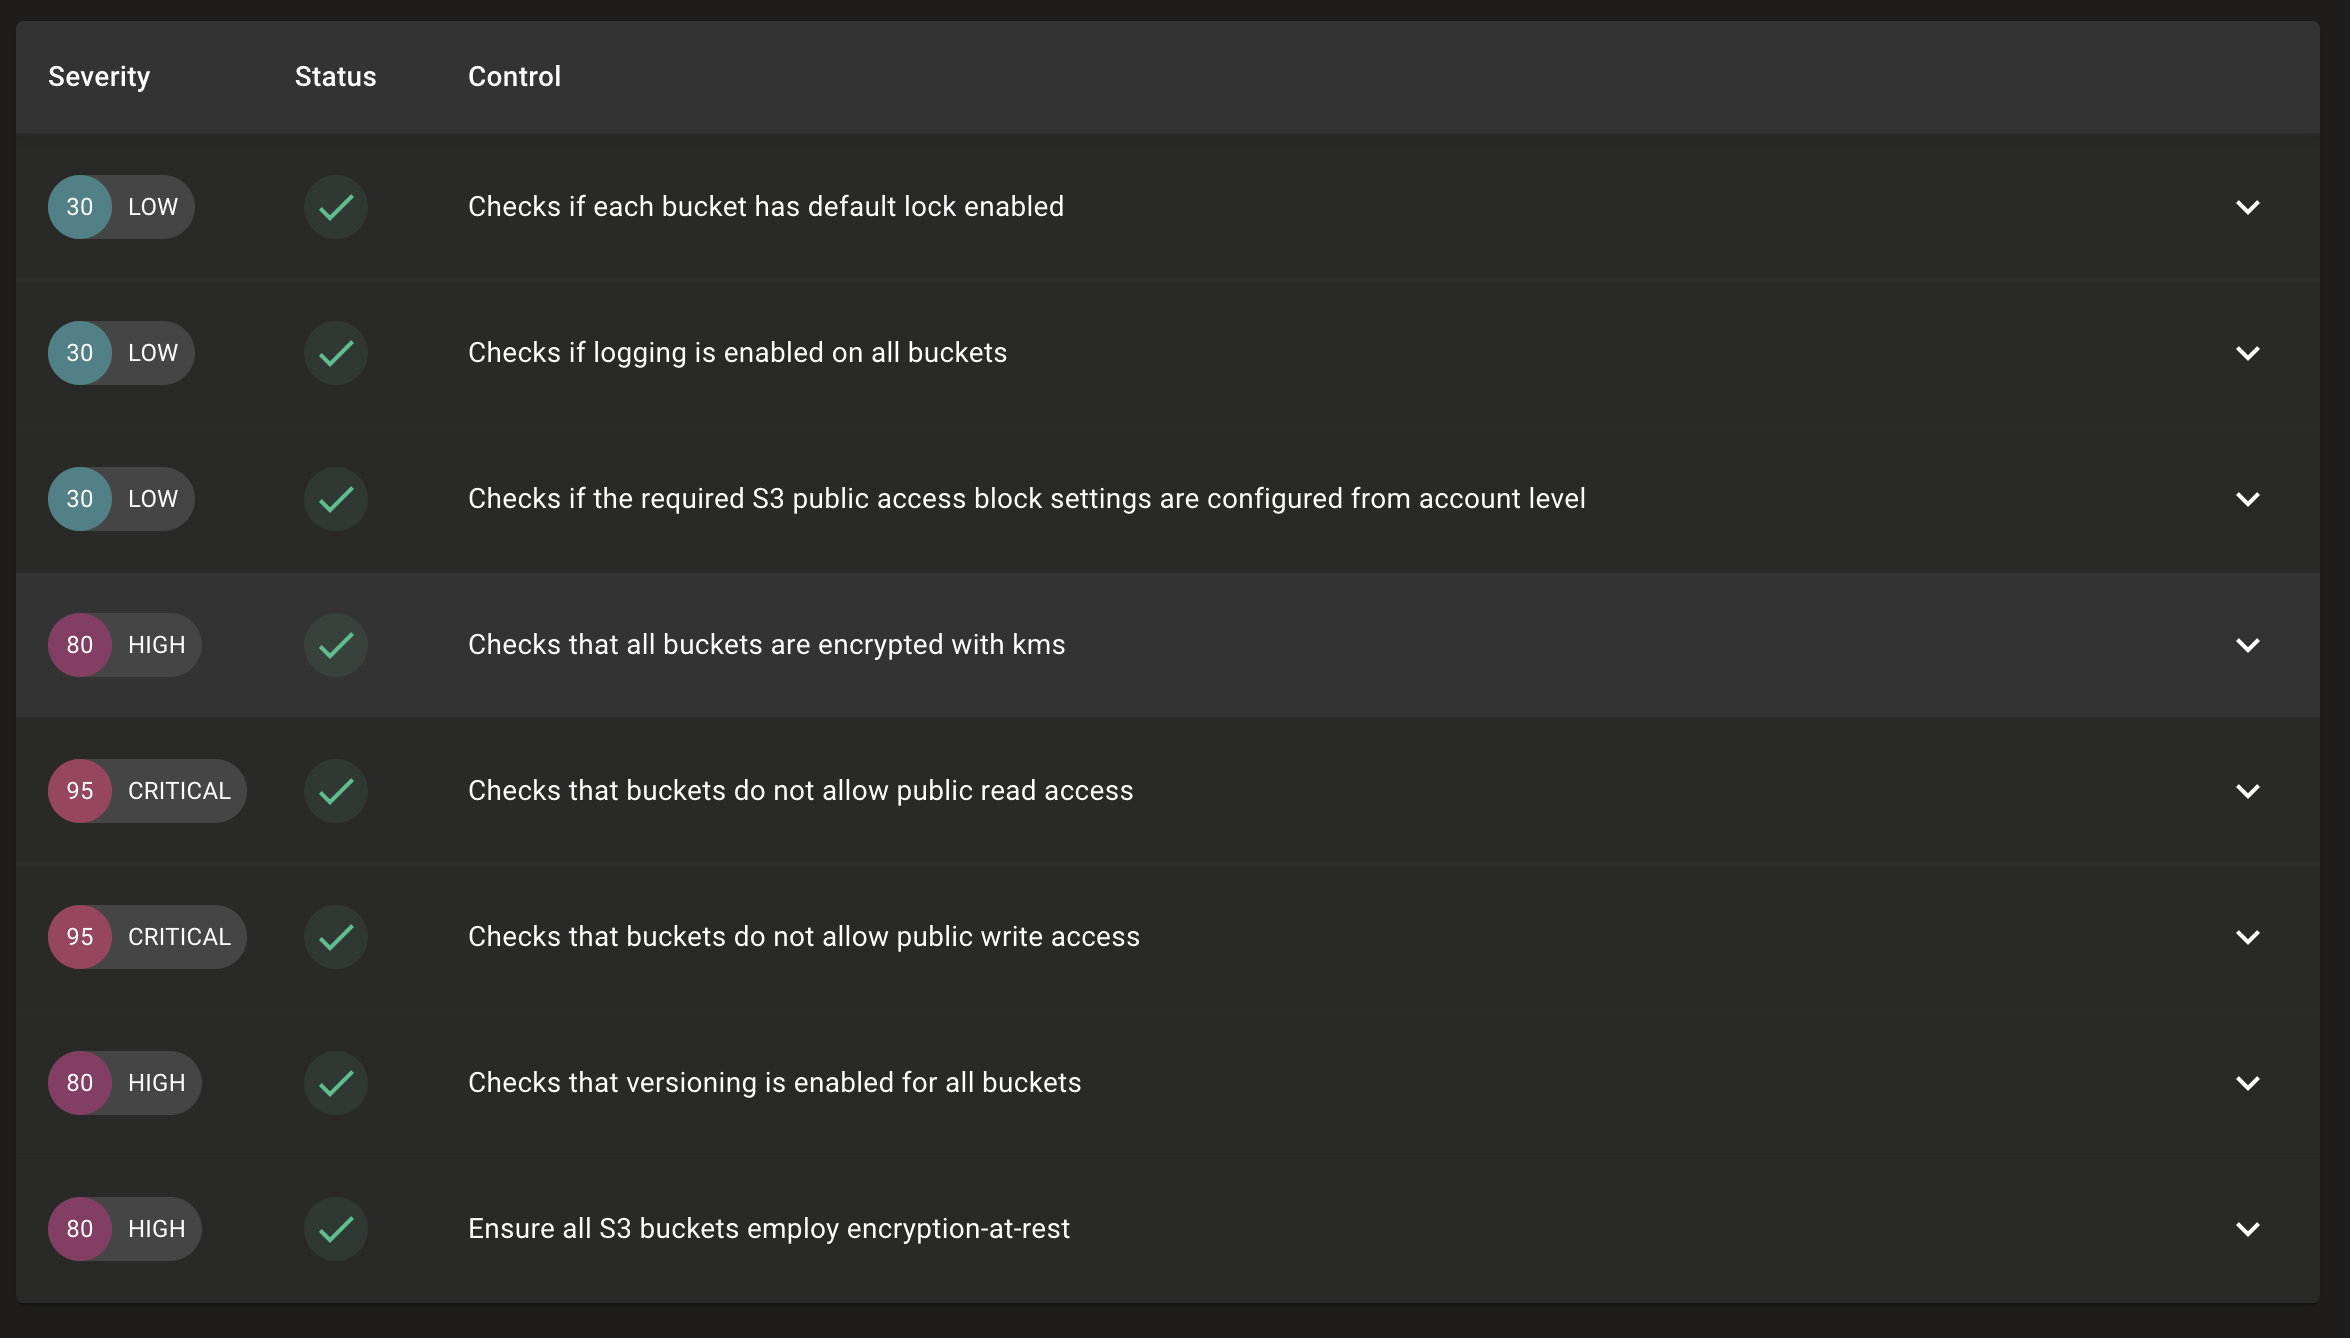 Severity Status Control
30 LOW Checks if each bucket has default lock enabled
30 LOW Checks if logging is enabled on all buckets
30 LOW Checks if the required S3 public access block settings are configured from account level
80 HIGH Checks that all buckets are encrypted with kms
95 CRITICAL Checks that buckets do not allow public read access
95 CRITICAL Checks that buckets do not allow public write access
80 HIGH Checks that versioning is enabled for all buckets
80 HIGH Ensure all S3 buckets employ encryption-at-rest